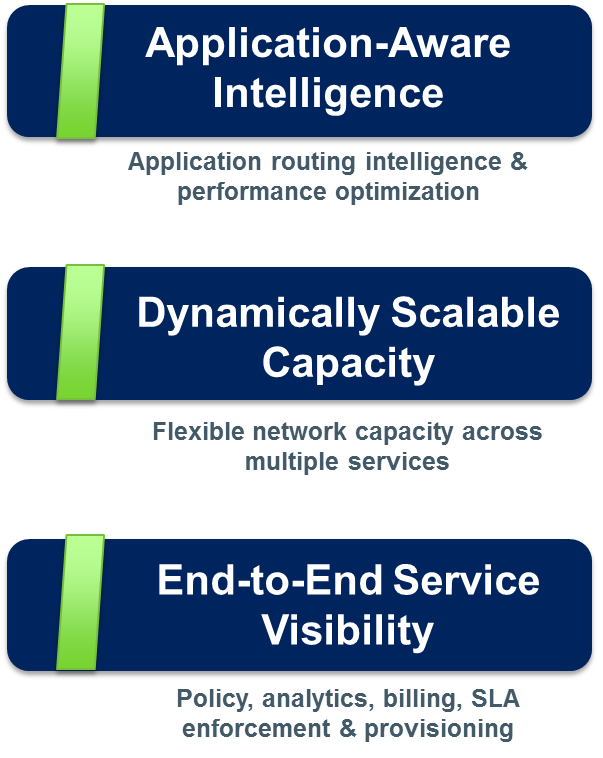 Application-Aware
Intelligence
Application routing intelligence &
performance optimization
Dynamically Scalable
Capacity
Flexible network capacity across
multiple services
End-to-End Service
Visibility
Policy, analytics, billing, SLA
enforcement & provisioning